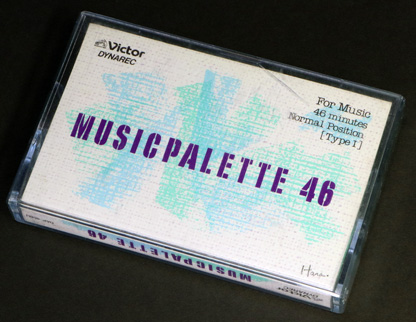 Victor
DYNAREC
For Music
46 minutes
Normal Position
[Type I]
MUSICPALETTE 46
MUSICPALETTE 46